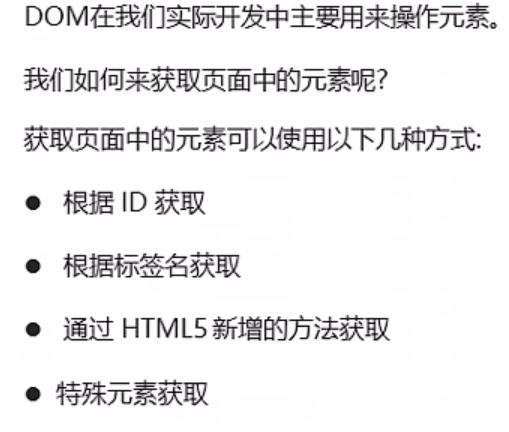 DOM在我们实际开发中主要用来操作元素。
我们如何来获取页面中的元素呢?
获取页面中的元素可以使用以下几种方式:
● 根据 ID 获取
● 根据标签名获取
● 通过 HTML5 新增的方法获取
● 特殊元素获取